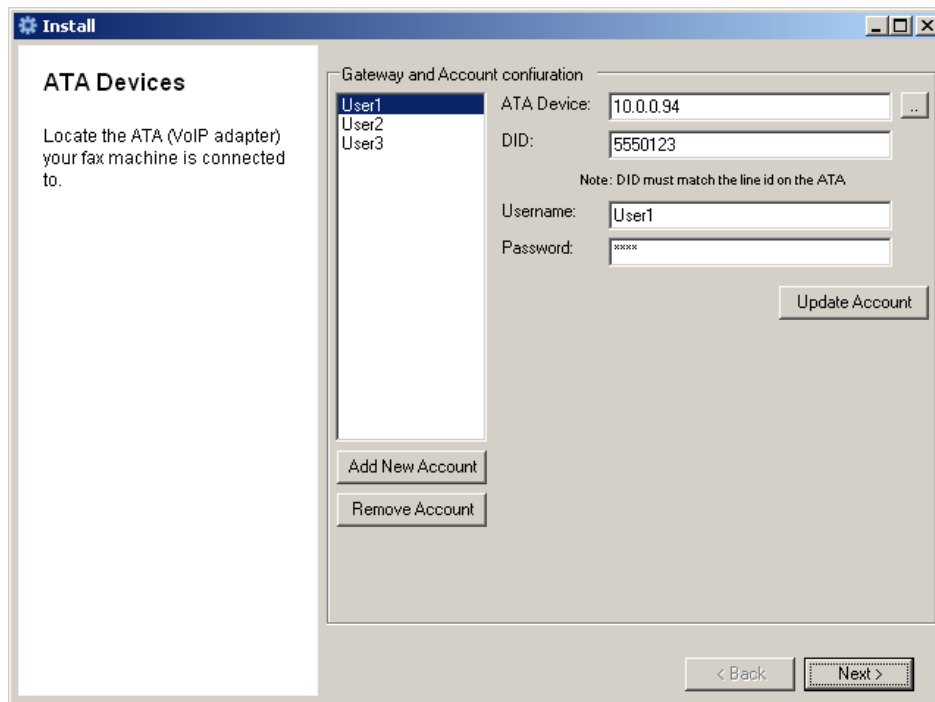 Install
ATA Devices
Locate the ATA (VoIP adapter)
your fax machine is connected
to.
Gateway and Account confiuration
User1
User2
User3
ATA Device:
10.0.0.94
..
DID:
5550123
Note: DID must match the line id on the ATA
Username:
User1
Password:
××××
Update Account
Add New Account
Remove Account
< Back
Next >